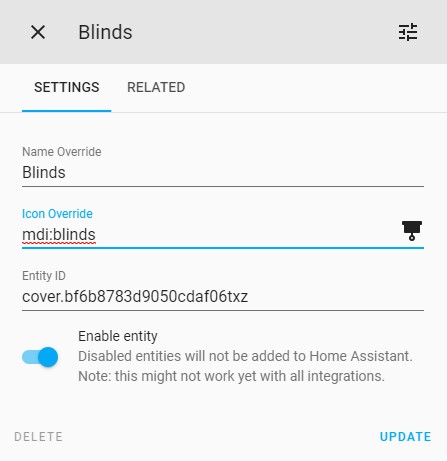 Blinds
SETTINGS RELATED
Name Override
Blinds
Icon Override
mdi:blinds
Entity ID
cover.bf6b8783d9050cdaf06txz
Enable entity
Disabled entities will not be added to Home Assistant.
Note: this might not work yet with all integrations.
DELETE UPDATE